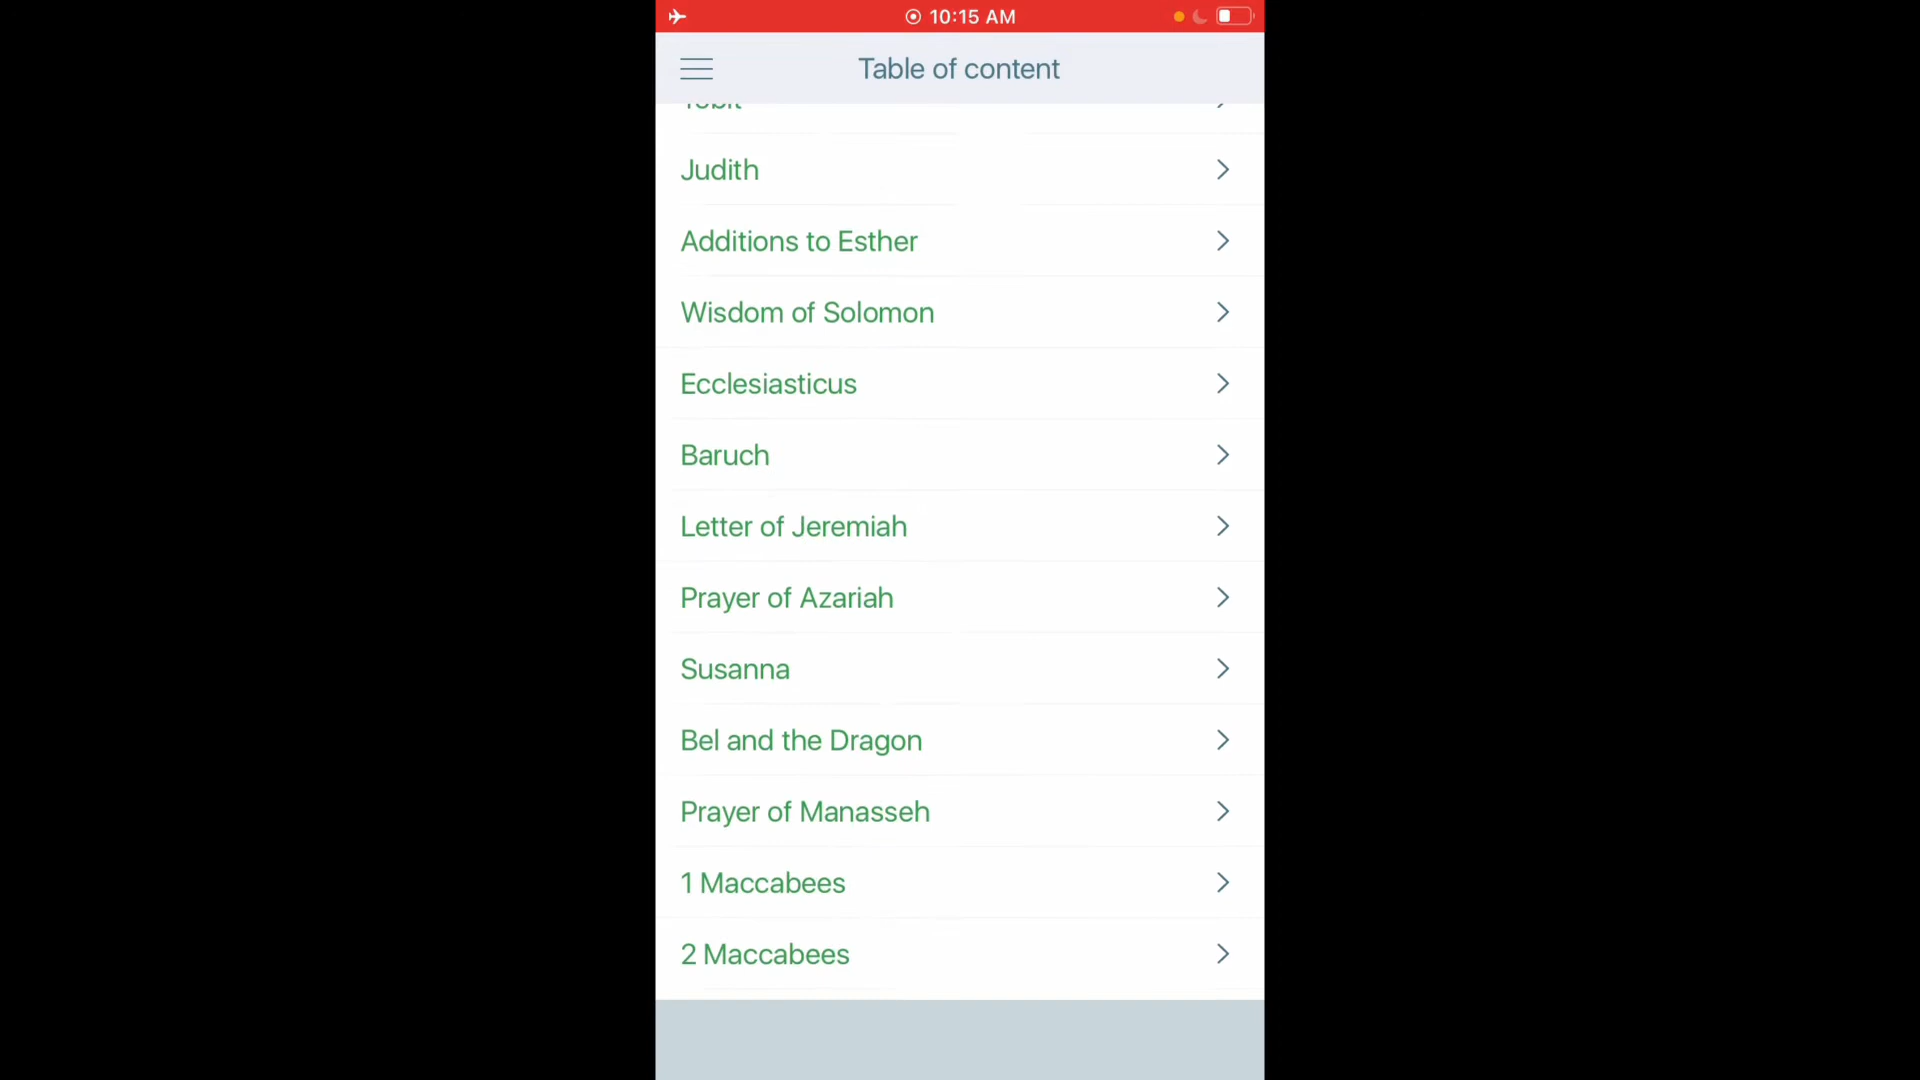 10:15 AM
Table of content
Tobit
Judith
Additions to Esther
Wisdom of Solomon
Ecclesiasticus
Baruch
Letter of Jeremiah
Prayer of Azariah
Susanna
Bel and the Dragon
Prayer of Manasseh
1 Maccabees
2 Maccabees